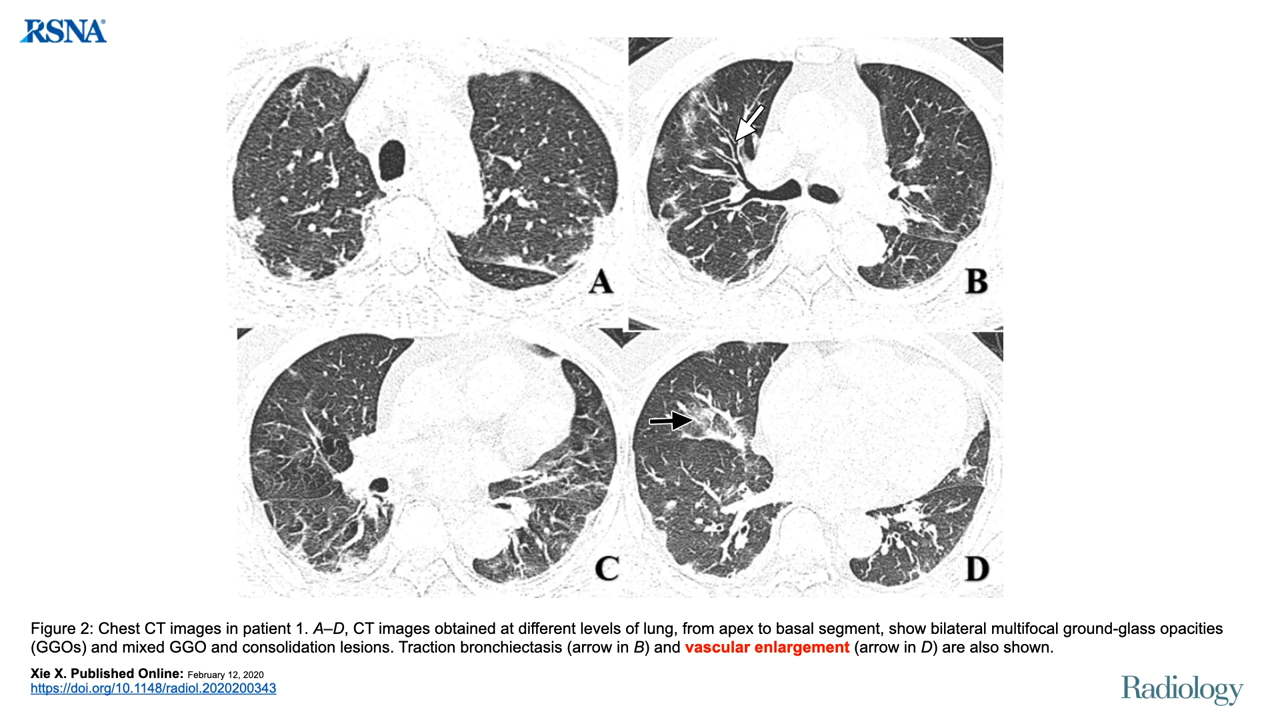 RSNA
A
B
C
D
Figure 2: Chest CT images in patient 1. A–D, CT images obtained at different levels of lung, from apex to basal segment, show bilateral multifocal ground-glass opacities
(GGOs) and mixed GGO and consolidation lesions. Traction bronchiectasis (arrow in B) and vascular enlargement (arrow in D) are also shown.
Xie X. Published Online: February 12, 2020
https://doi.org/10.1148/radiol.2020200343
Radiology